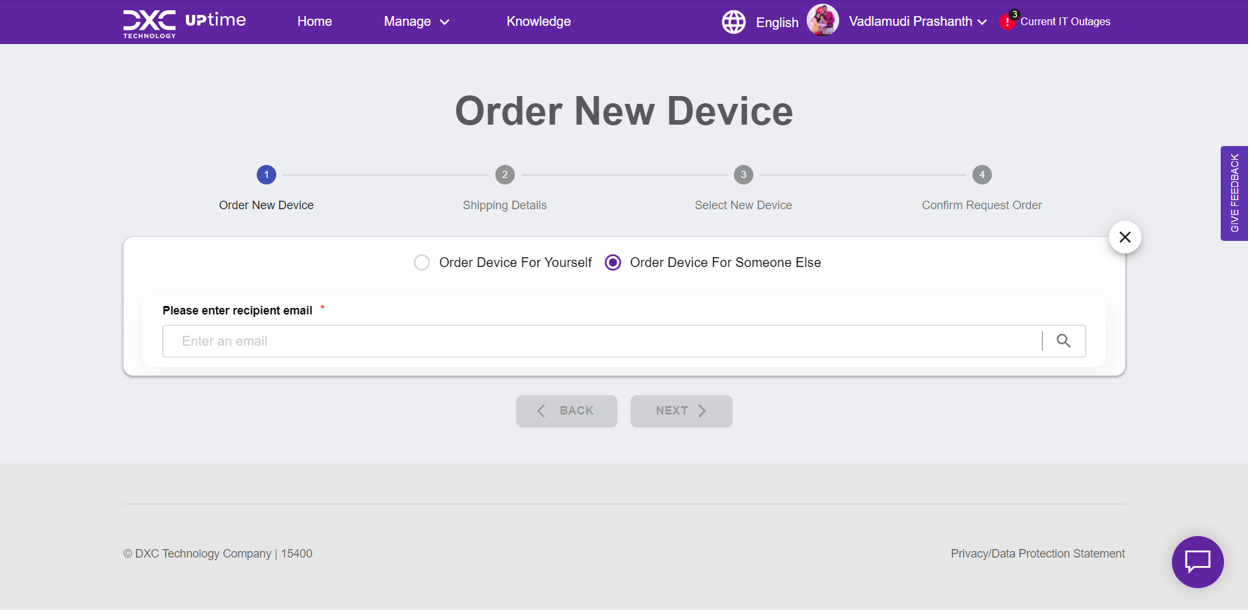 DXC TECHNOLOGY UPtime Home Manage Knowledge English Vadlamudi Prashanth 3 Current IT Outages
Order New Device
1 2 3 4
Order New Device Shipping Details Select New Device Confirm Request Order
GIVE FEEDBACK
Order Device For Yourself Order Device For Someone Else
Please enter recipient email *
Enter an email
BACK NEXT
© DXC Technology Company | 15400 Privacy/Data Protection Statement